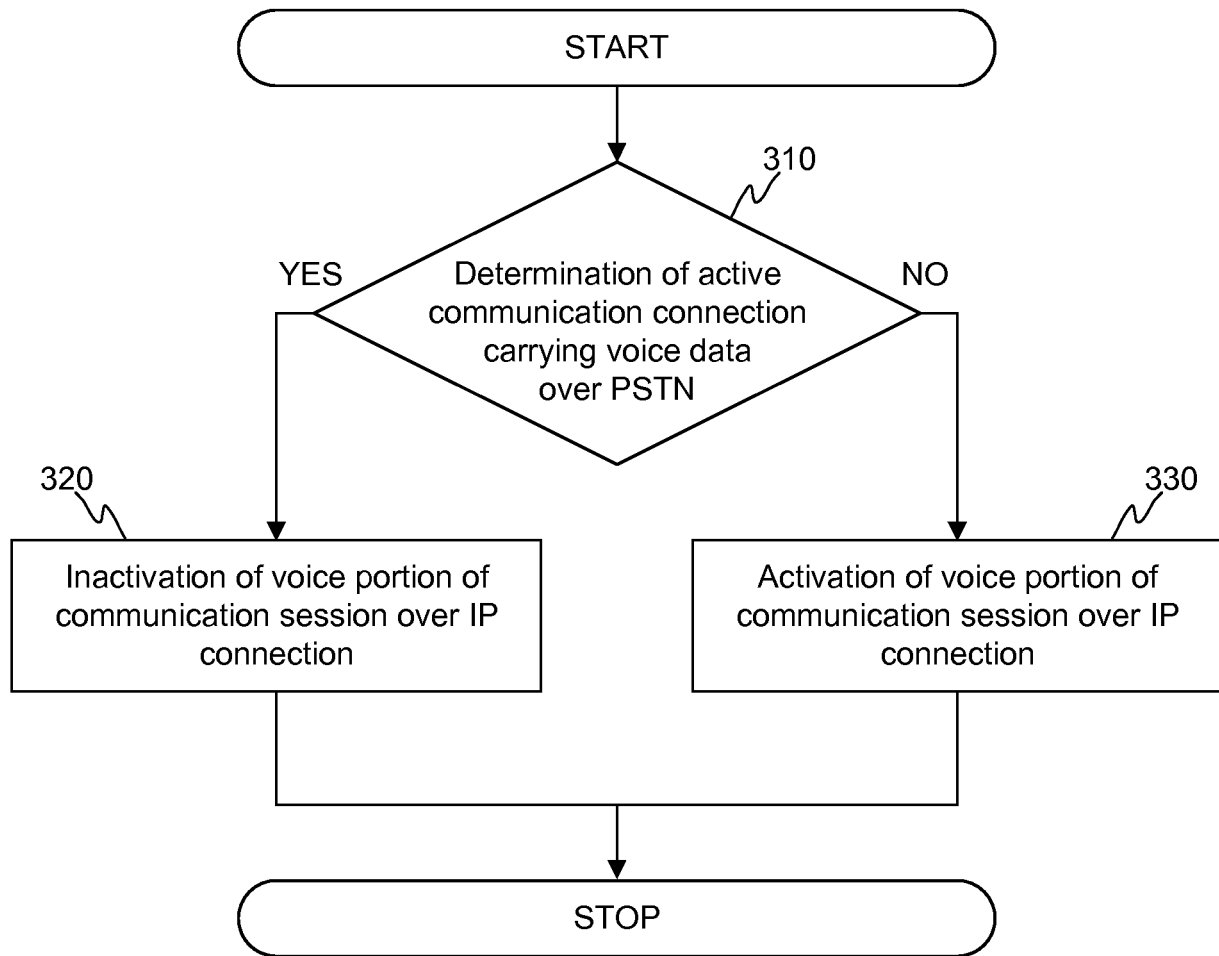 START
310
YES
NO
Determination of active
communication connection
carrying voice data
over PSTN
320
330
Inactivation of voice portion of
communication session over IP
connection
Activation of voice portion of
communication session over IP
connection
STOP